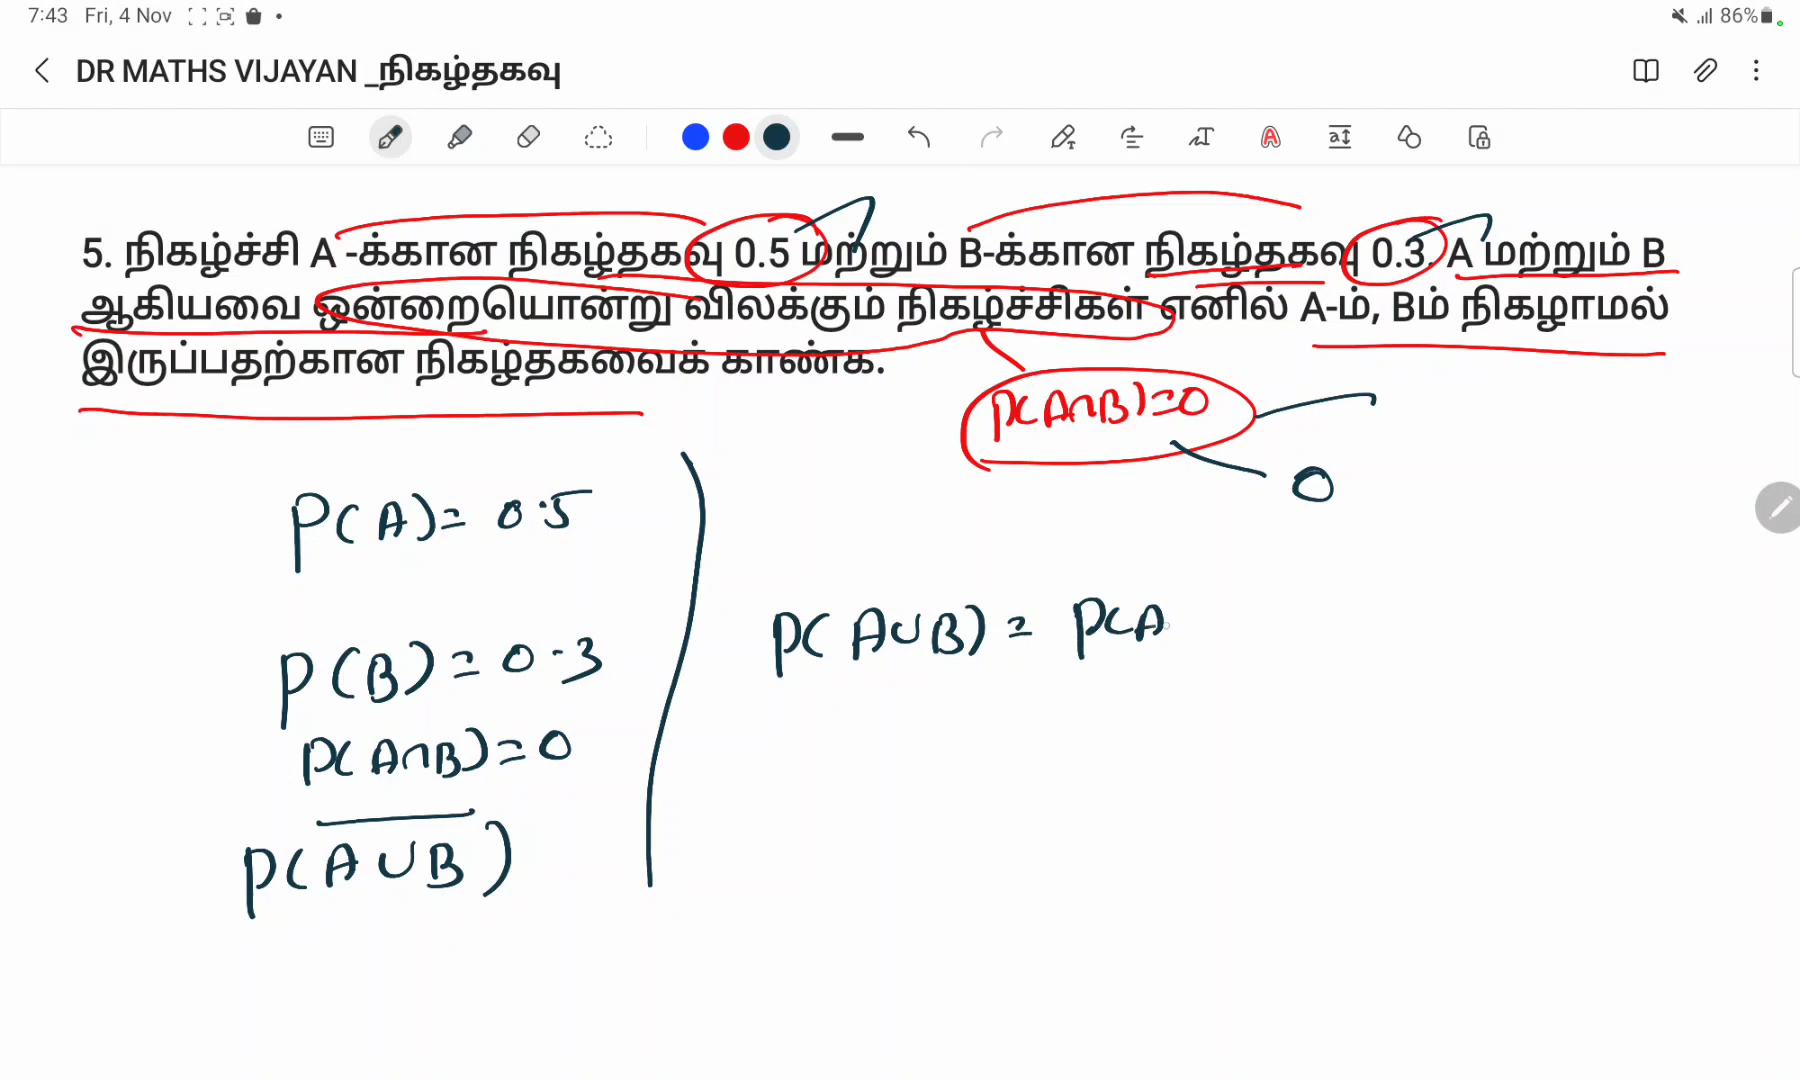 7:43 Fri, 4 Nov
86%
DR MATHS VIJAYAN _நிகழ்தகவு
5. நிகழ்ச்சி A -க்கான நிகழ்தகவு 0.5 மற்றும் B-க்கான நிகழ்தகவு 0.3. A மற்றும் B
ஆகியவை ஒன்றையொன்று விலக்கும் நிகழ்ச்சிகள் எனில் A-ம், Bம் நிகழாமல்
இருப்பதற்கான நிகழ்தகவைக் காண்க.
P(A∩B)=0
0
P(A)= 0.5
P(A∪B) = P(A
P(B)=0.3
P(A∩B)=0
P(A̅ ̅∪̅ ̅B̅)